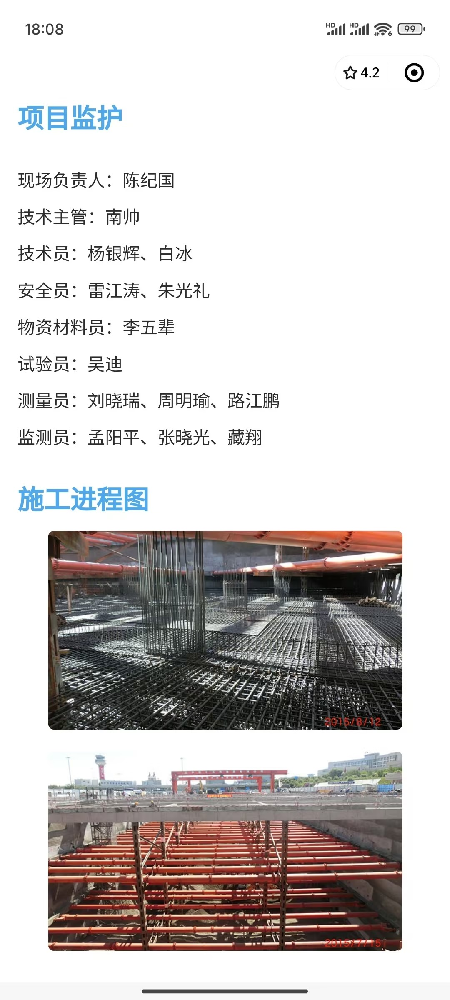 18:08
HD HD 6 99
4.2
项目监护
现场负责人：陈纪国
技术主管：南帅
技术员：杨银辉、白冰
安全员：雷江涛、朱光礼
物资材料员：李五辈
试验员：吴迪
测量员：刘晓瑞、周明瑜、路江鹏
监测员：孟阳平、张晓光、藏翔
施工进程图
2015/8/12
2015/7/15